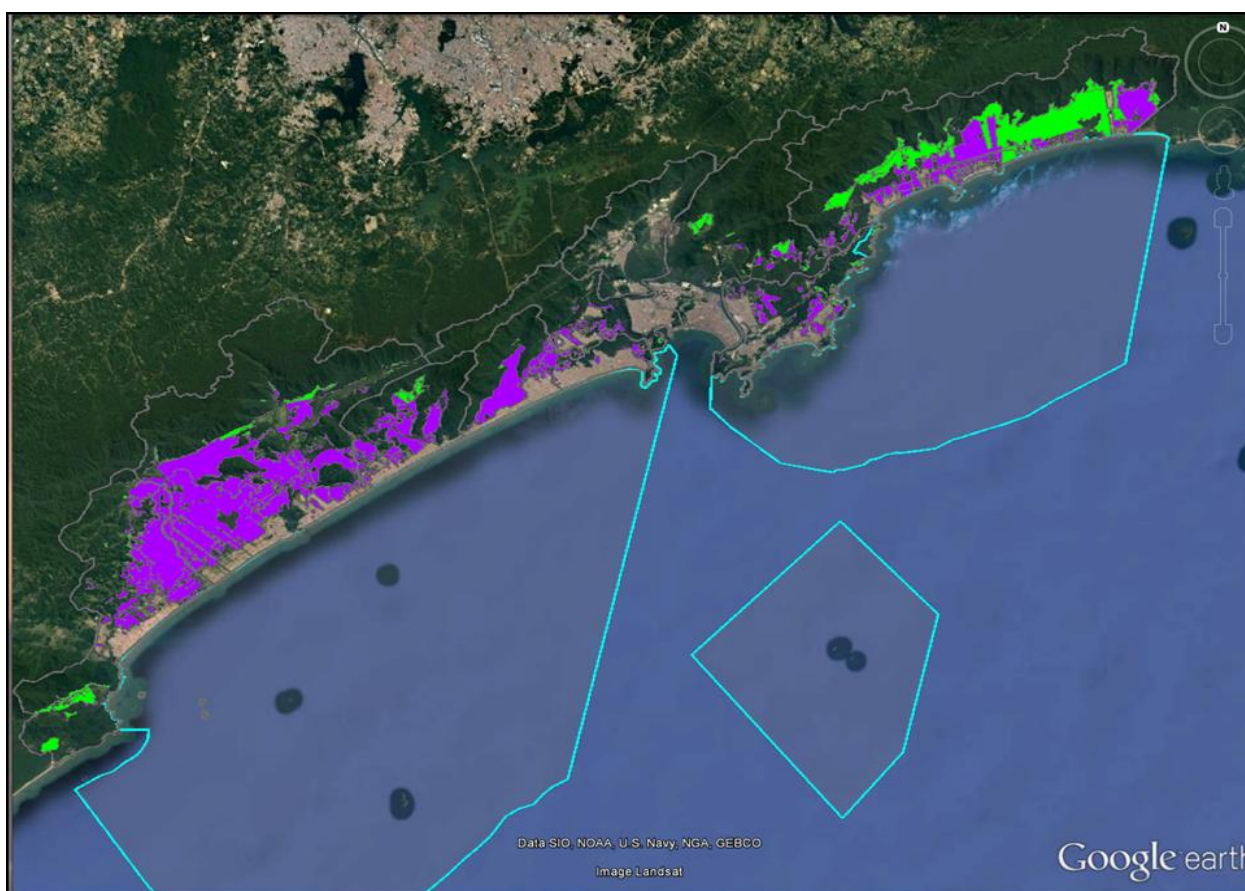 N
Data SIO, NOAA, U.S. Navy, NGA, GEBCO
Image Landsat
Google earth